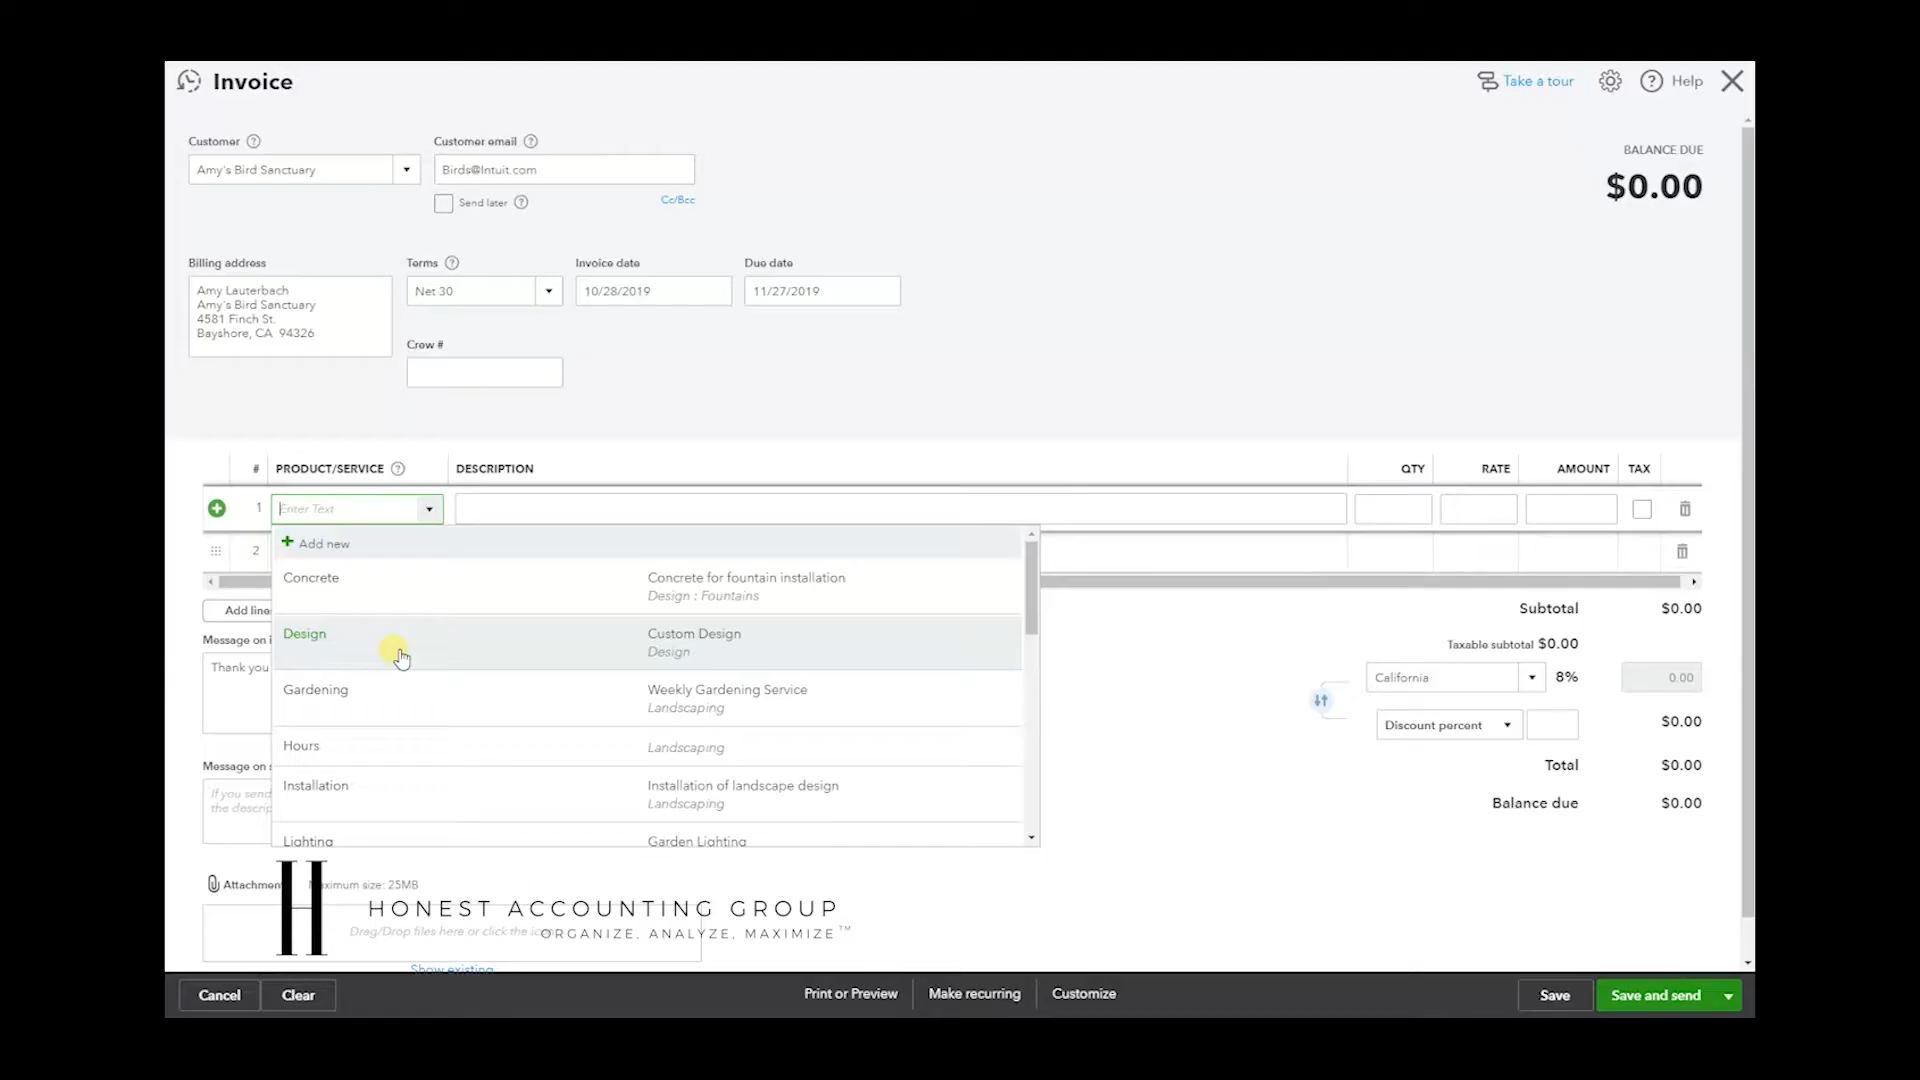 Invoice
Take a tour
Help
Customer
Customer email
Amy's Bird Sanctuary
Birds@Intuit.com
Send later
Cc/Bcc
BALANCE DUE
$0.00
Billing address
Terms
Invoice date
Due date
Amy Lauterbach
Amy's Bird Sanctuary
4581 Finch St.
Bayshore, CA 94326
Net 30
10/28/2019
11/27/2019
Crew #
# PRODUCT/SERVICE DESCRIPTION QTY RATE AMOUNT TAX
1 Enter Text
2
Add new
Concrete Concrete for fountain installation
Design : Fountains
Design Custom Design
Design
Gardening Weekly Gardening Service
Landscaping
Hours Landscaping
Installation Installation of landscape design
Landscaping
Lighting Garden Lighting
Add lines
Message on i
Thank you
Message on s
If you send
the descrip
Subtotal $0.00
Taxable subtotal $0.00
California 8% 0.00
Discount percent $0.00
Total $0.00
Balance due $0.00
Attachmen
ximum size: 25MB
Drag/Drop files here or click the ic
Show existing
H
HONEST ACCOUNTING GROUP
ORGANIZE. ANALYZE. MAXIMIZE™
Cancel
Clear
Print or Preview
Make recurring
Customize
Save
Save and send